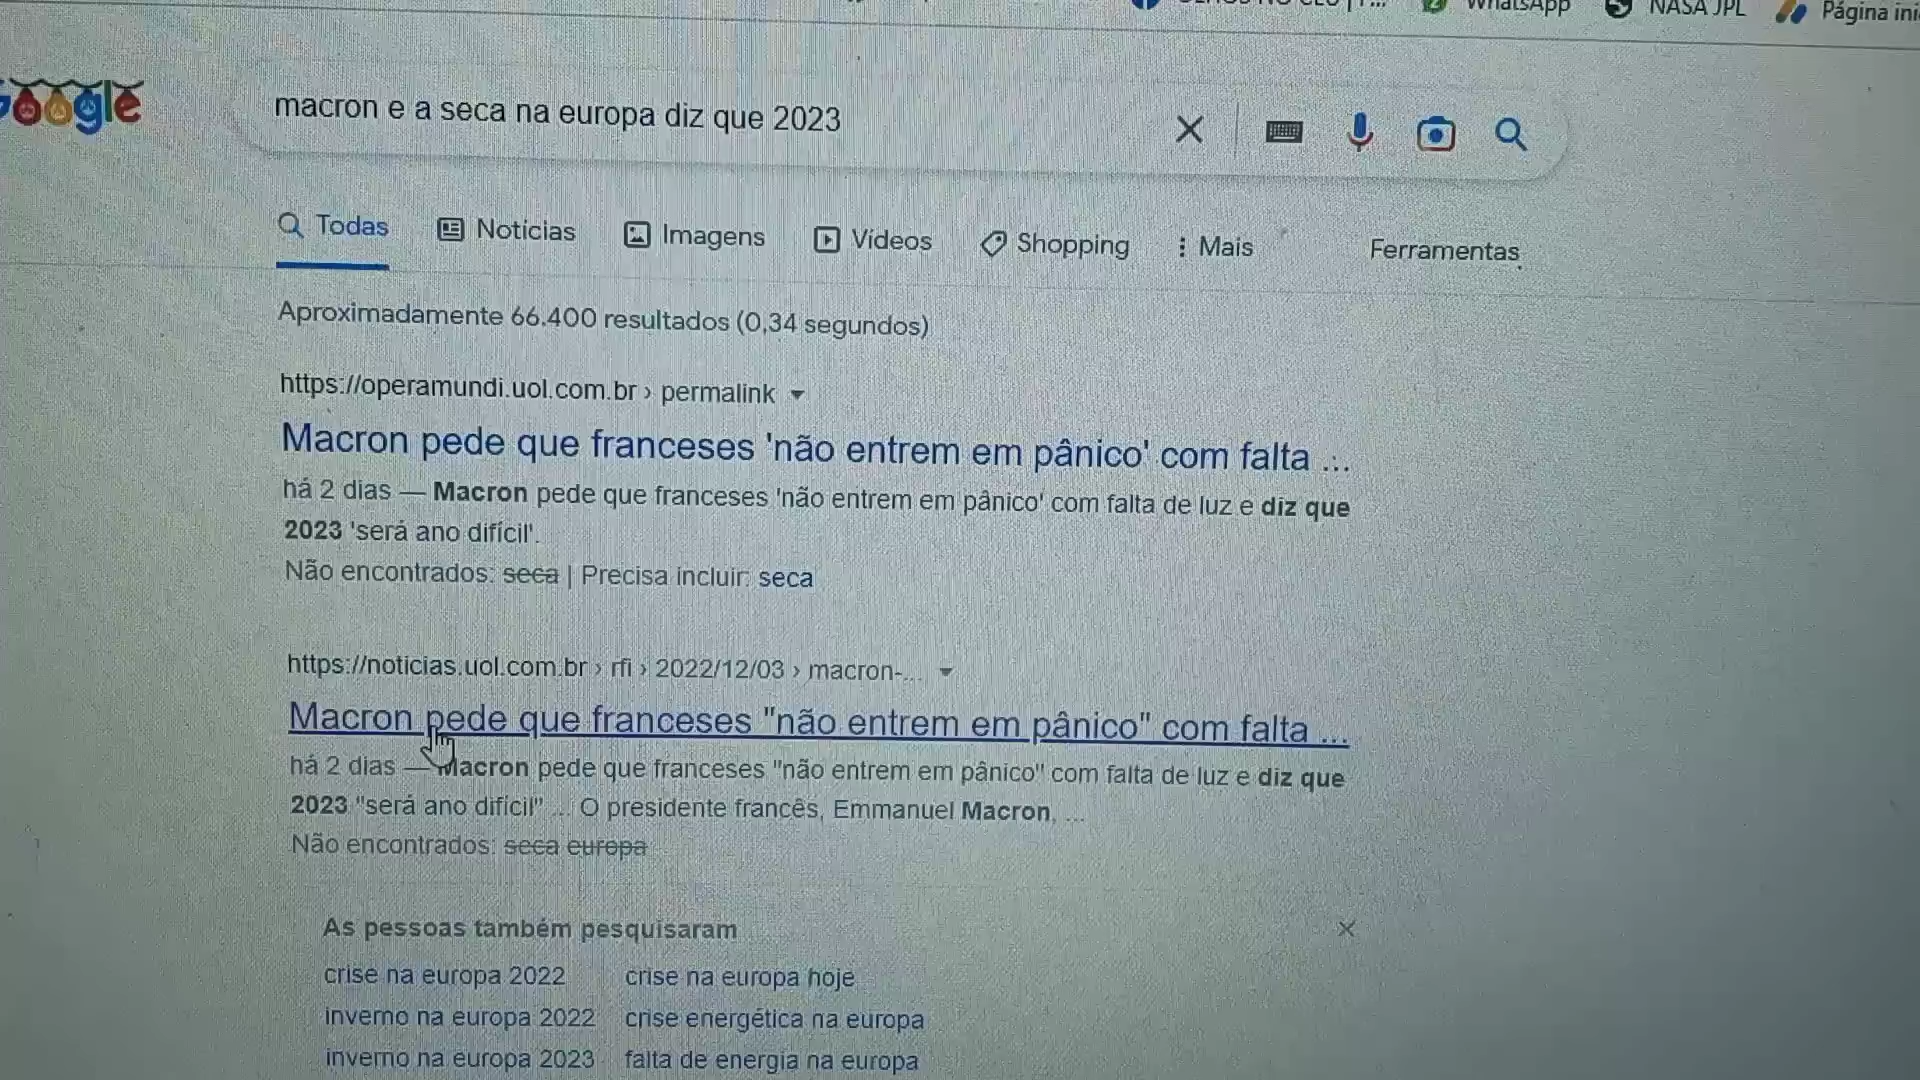 WhatsApp
NASA JPL
Página ini
Google
macron e a seca na europa diz que 2023
Todas
Notícias
Imagens
Vídeos
Shopping
Mais
Ferramentas
Aproximadamente 66.400 resultados (0,34 segundos)
https://operamundi.uol.com.br › permalink
Macron pede que franceses 'não entrem em pânico' com falta ...
há 2 dias — Macron pede que franceses 'não entrem em pânico' com falta de luz e diz que
2023 'será ano difícil'.
Não encontrados: seca | Precisa incluir: seca
https://noticias.uol.com.br › rfi › 2022/12/03 › macron-...
Macron pede que franceses "não entrem em pânico" com falta ...
há 2 dias — Macron pede que franceses "não entrem em pânico" com falta de luz e diz que
2023 "será ano difícil" ... O presidente francês, Emmanuel Macron, ...
Não encontrados: seca europa
As pessoas também pesquisaram
crise na europa 2022
crise na europa hoje
inverno na europa 2022
crise energética na europa
inverno na europa 2023
falta de energia na europa